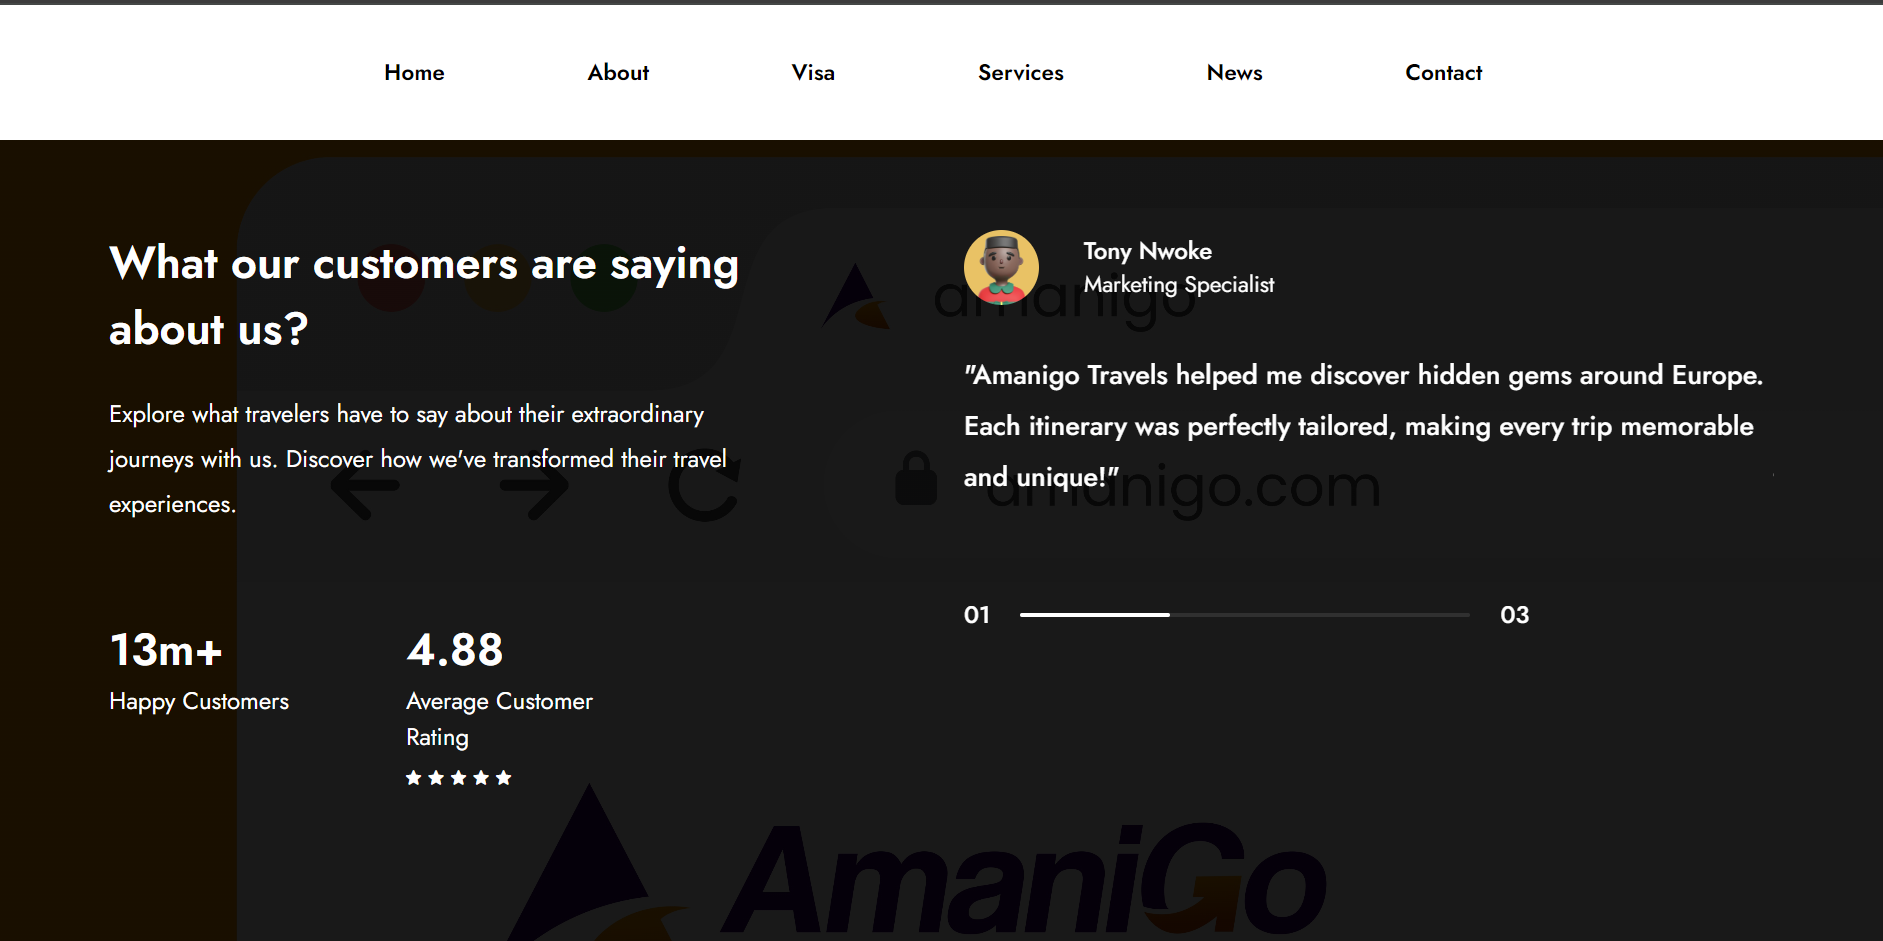 Home About Visa Services News Contact
What our customers are saying
about us?
Explore what travelers have to say about their extraordinary
journeys with us. Discover how we've transformed their travel
experiences.
13m+
Happy Customers
4.88
Average Customer
Rating
Tony Nwoke
Marketing Specialist
amanigo
"Amanigo Travels helped me discover hidden gems around Europe.
Each itinerary was perfectly tailored, making every trip memorable
and unique!"
amanigo.com
01 03
AmaniGo